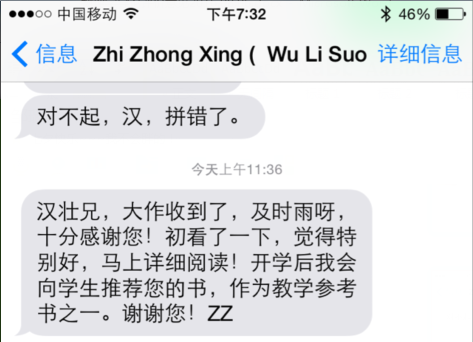 中国移动 下午7:32 46%
信息 Zhi Zhong Xing ( Wu Li Suo 详细信息
对不起，汉，拼错了。
今天上午11:36
汉壮兄，大作收到了，及时雨呀，
十分感谢您！初看了一下，觉得特
别好，马上详细阅读！开学后我会
向学生推荐您的书，作为教学参考
书之一。谢谢您！ZZ